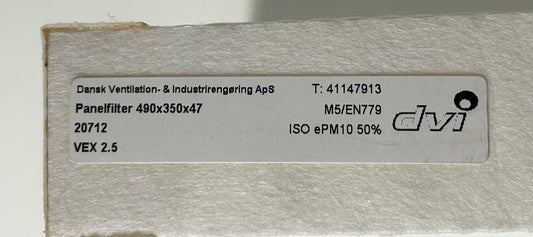 Dansk Ventilation- & Industrirengøring ApS
T: 41147913
Panelfilter 490x350x47
M5/EN779
20712
ISO ePM10 50%
VEX 2.5
dvi